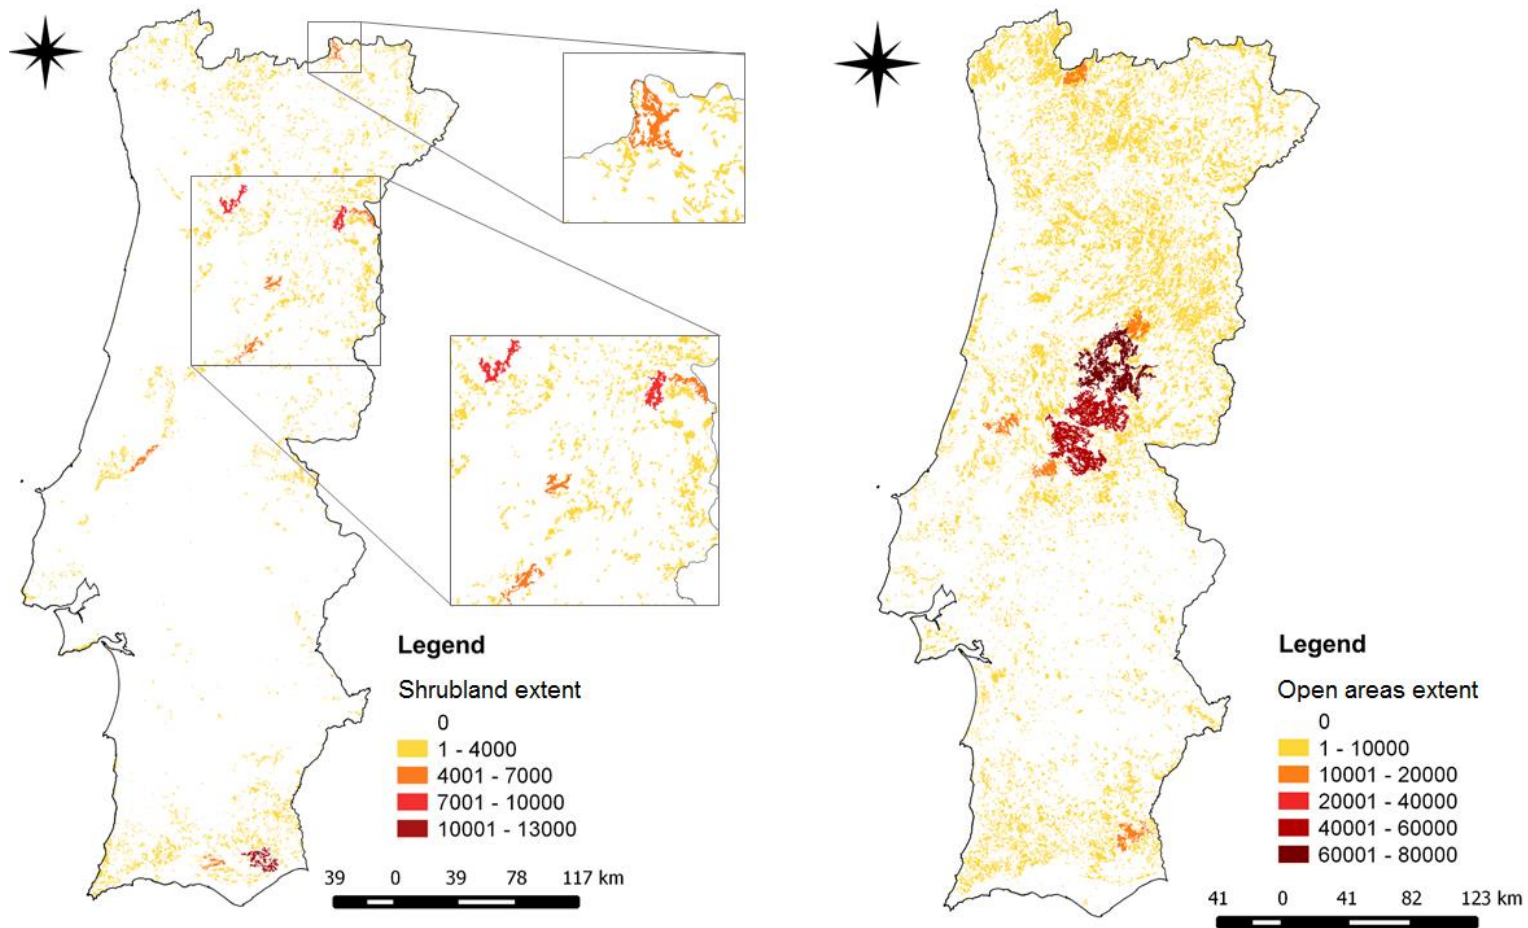 Legend
Shrubland extent
0
1 - 4000
4001 - 7000
7001 - 10000
10001 - 13000
39 0 39 78 117 km
Legend
Open areas extent
0
1 - 10000
10001 - 20000
20001 - 40000
40001 - 60000
60001 - 80000
41 0 41 82 123 km